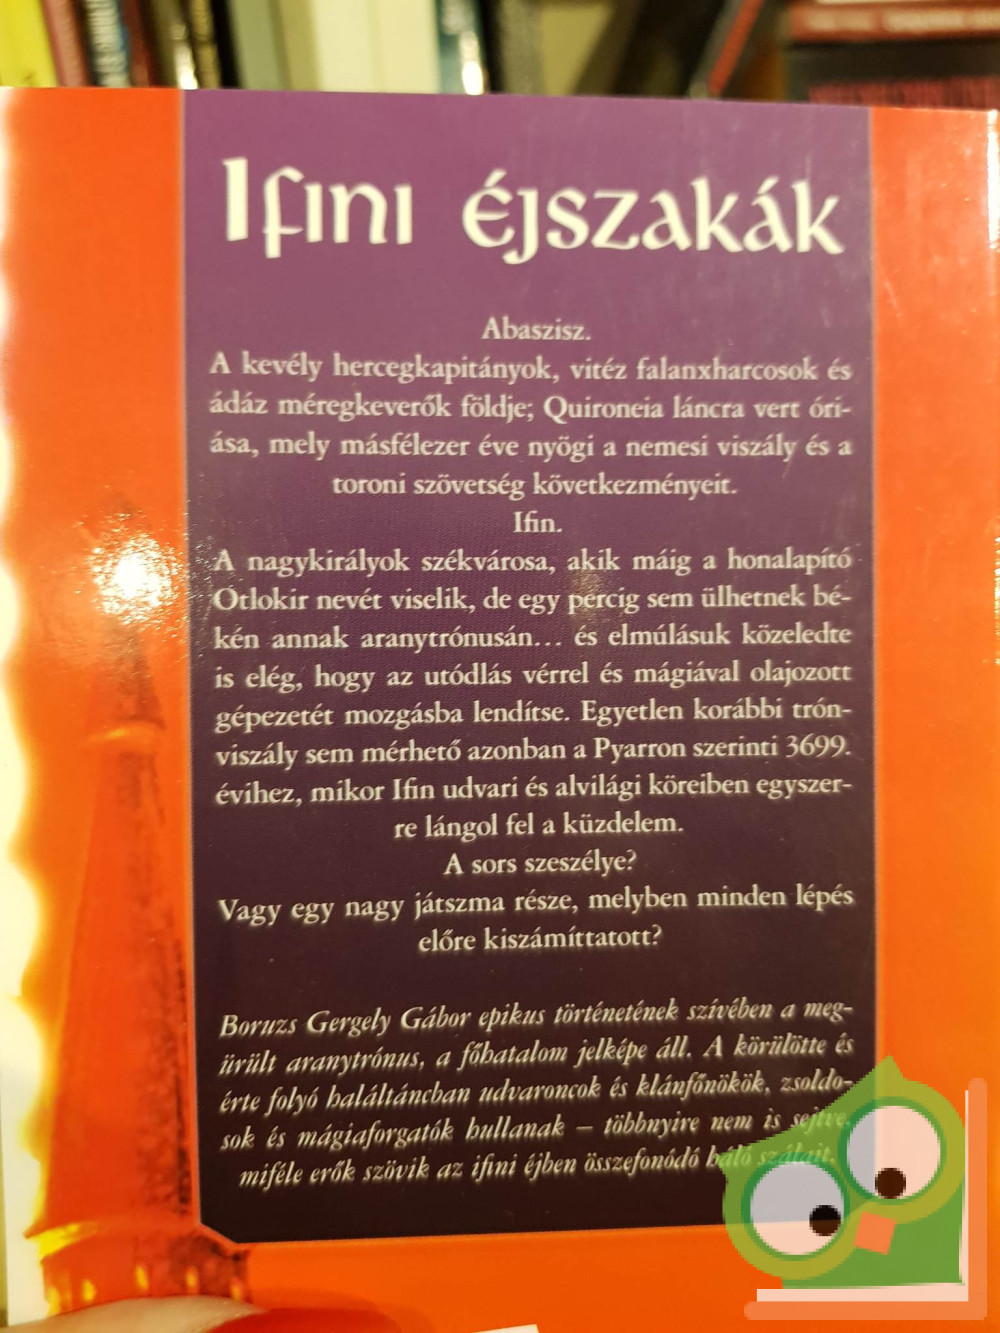 Ifini éjszakák
Abaszisz.
A kevély hercegkapitányok, vitéz falanxharcosok és
ádáz méregkeverők földje; Quironeia láncra vert óri-
ása, mely másfélezer éve nyögi a nemesi viszály és a
toroni szövetség következményeit.
Ifin.
A nagykirályok székvárosa, akik máig a honalapító
Otlokir nevét viselik, de egy percig sem ülhetnek bé-
kén annak aranytrónusán... és elmúlásuk közeledte
is elég, hogy az utódlás vérrel és mágiával olajozott
gépezetét mozgásba lendítse. Egyetlen korábbi trón-
viszály sem mérhető azonban a Pyarron szerinti 3699.
évihez, mikor Ifin udvari és alvilági köreiben egyszer-
re lángol fel a küzdelem.
A sors szeszélye?
Vagy egy nagy játszma része, melyben minden lépés
előre kiszámíttatott?
Boruzs Gergely Gábor epikus történetének szívében a meg-
ürült aranytrónus, a főhatalom jelképe áll. A körülötte és
érte folyó haláltáncban udvaroncok és klánfőnökök, zsoldo-
sok és mágiaforgatók hullanak – többnyire nem is sejtve,
miféle erők szövik az ifini éjben összefonódó háló szálait.